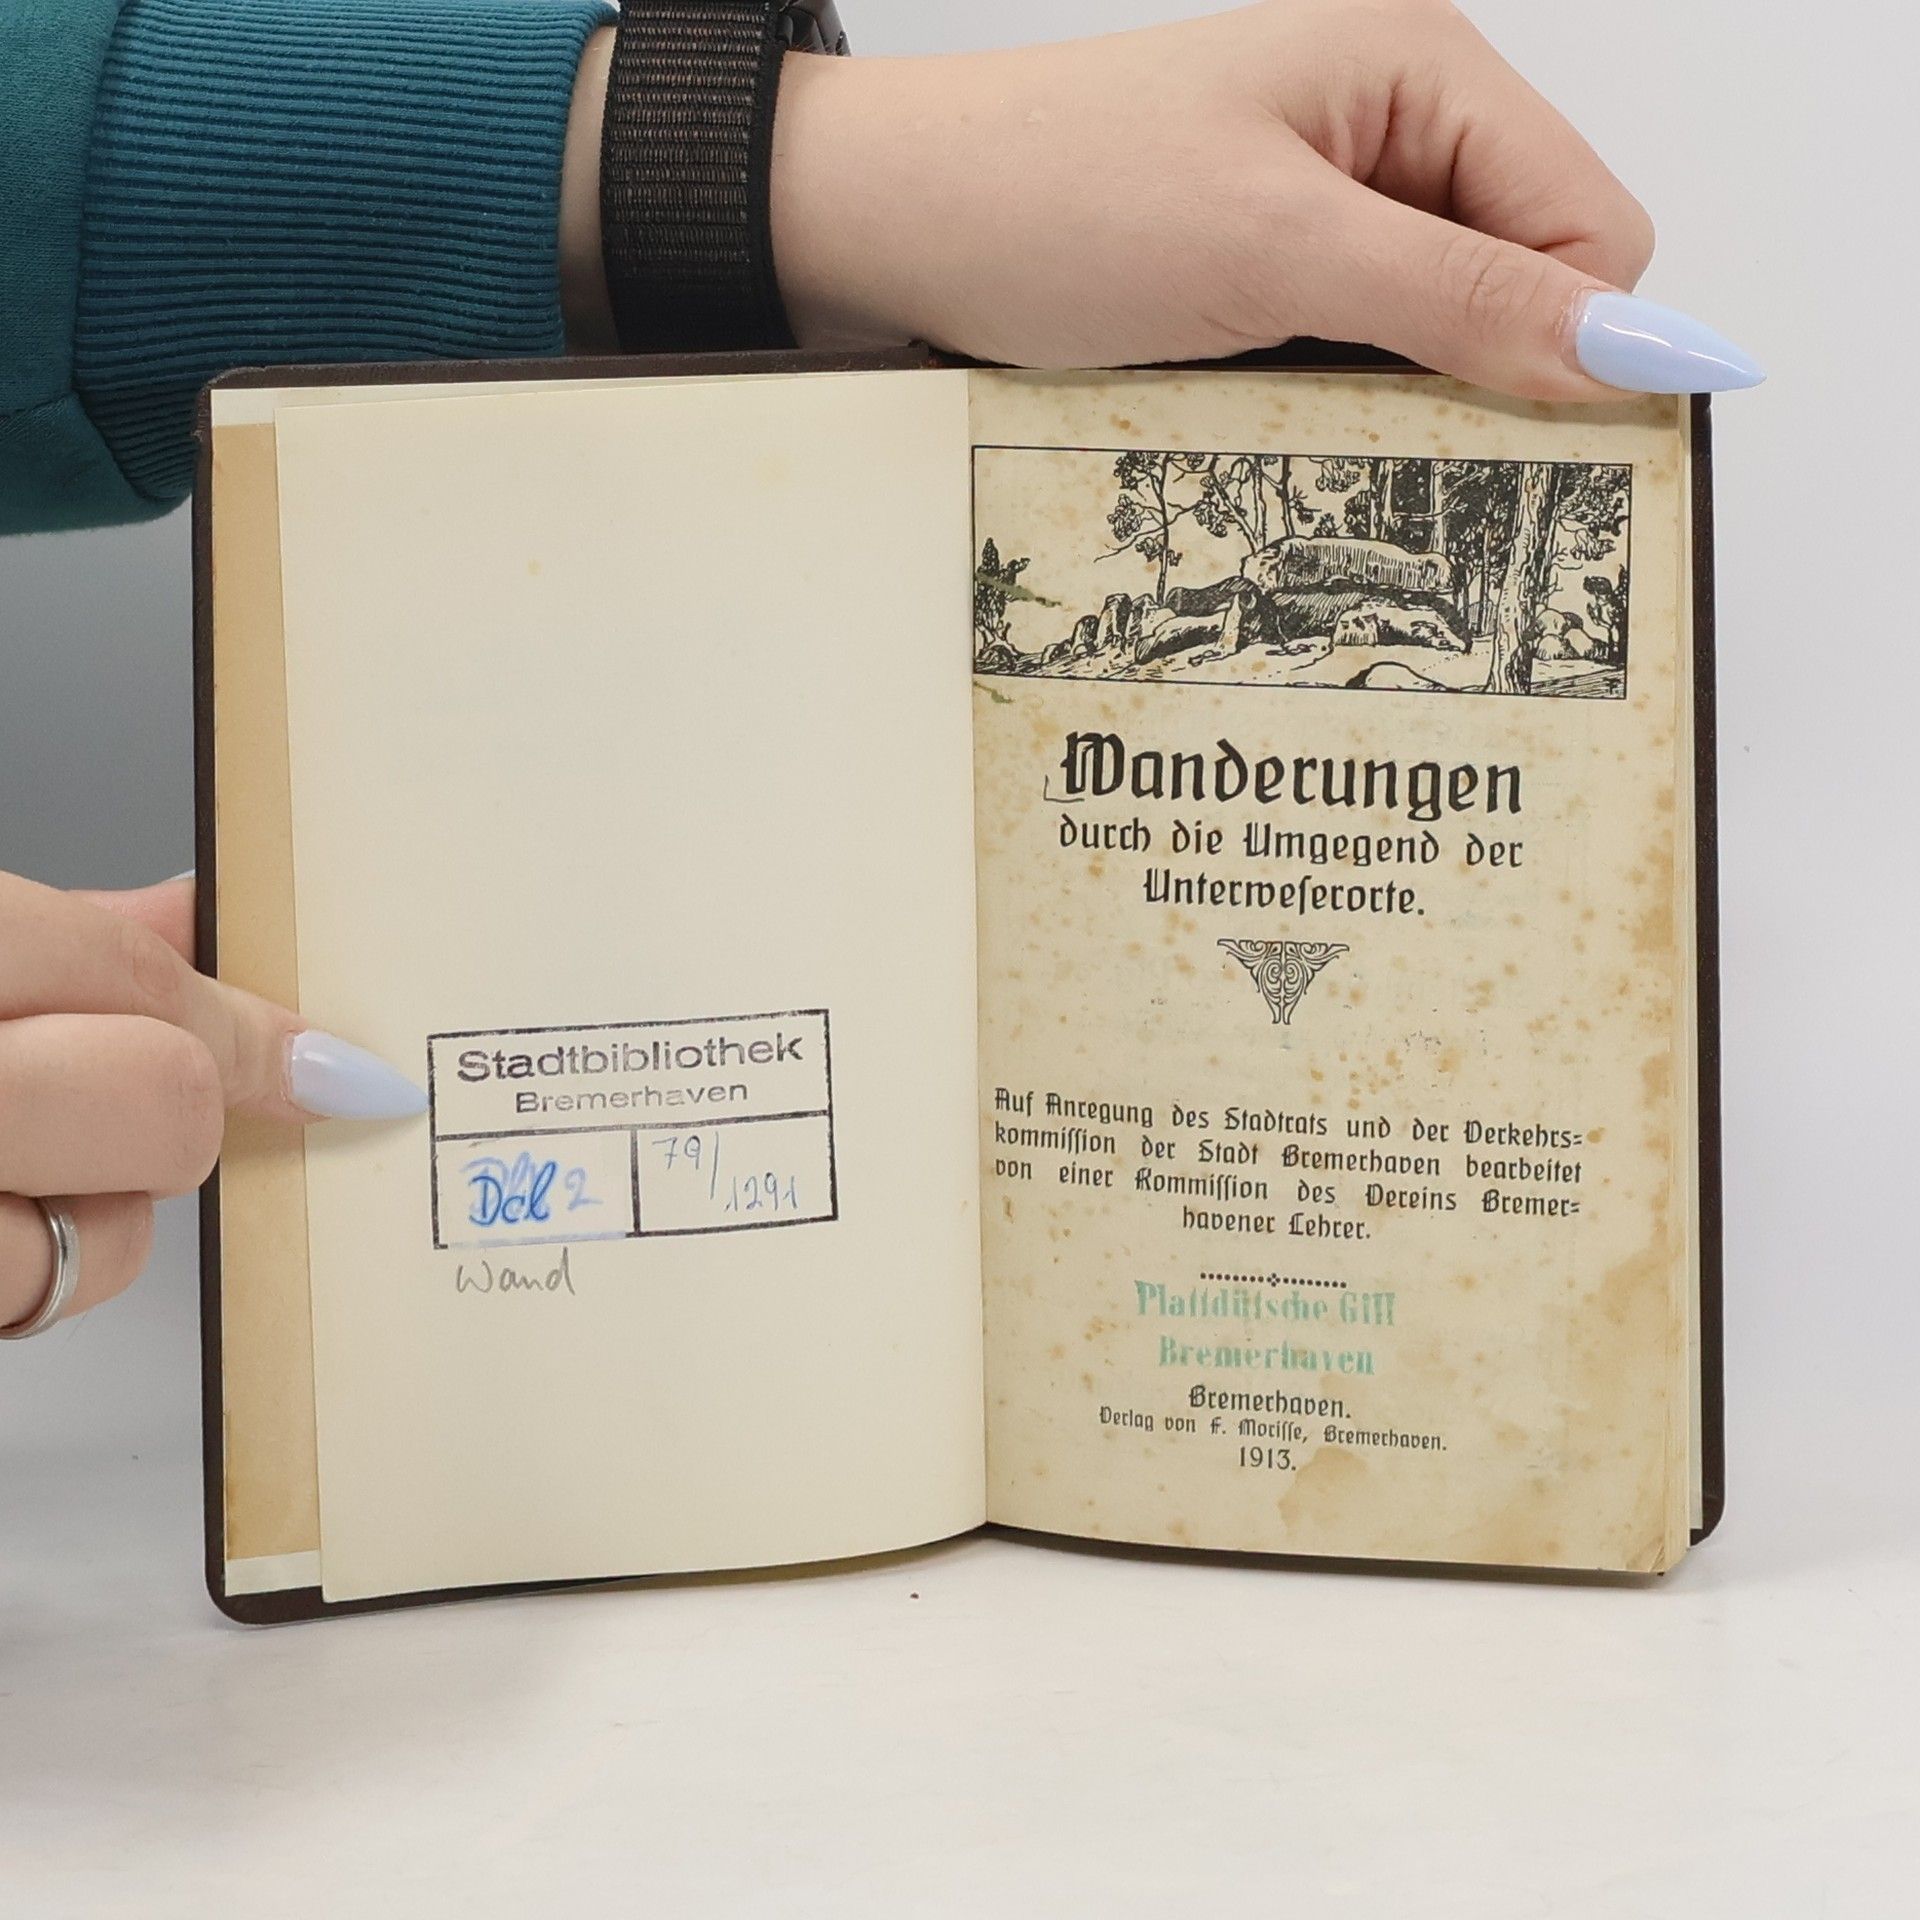 Stadtbibliothek
Bremerhaven
79/1291
Wand
Wanderungen
durch die Umgegend der
Unterweſerorte.
Auf Anregung des Stadtrats und der Verkehrs-
kommiſſion der Stadt Bremerhaven bearbeitet
von einer Kommiſſion des Vereins Bremer-
havener Lehrer.
Plattdütsche Gill
Bremerhaven
Bremerhaven.
Verlag von F. Moriſſe, Bremerhaven.
1913.